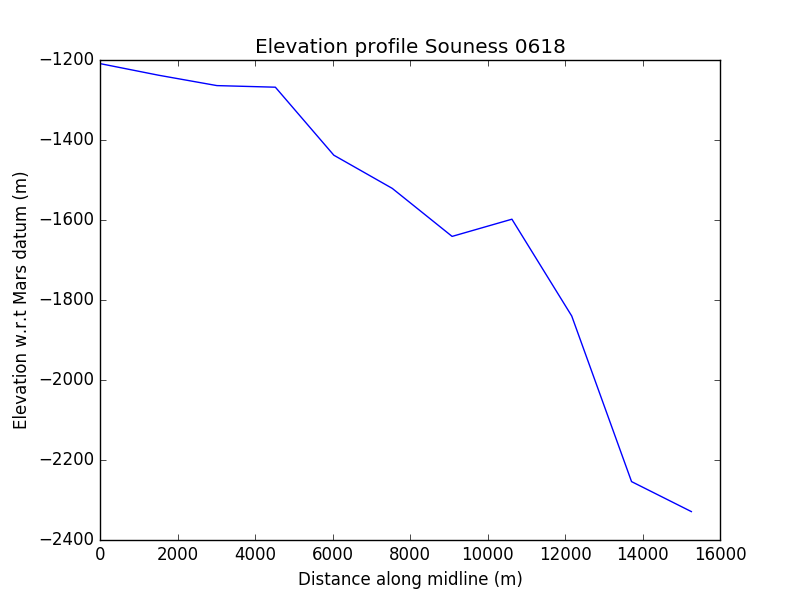 Elevation profile Souness 0618
−1200
−1400
−1600
−1800
−2000
−2200
−2400
Elevation w.r.t Mars datum (m)
0 2000 4000 6000 8000 10000 12000 14000 16000
Distance along midline (m)